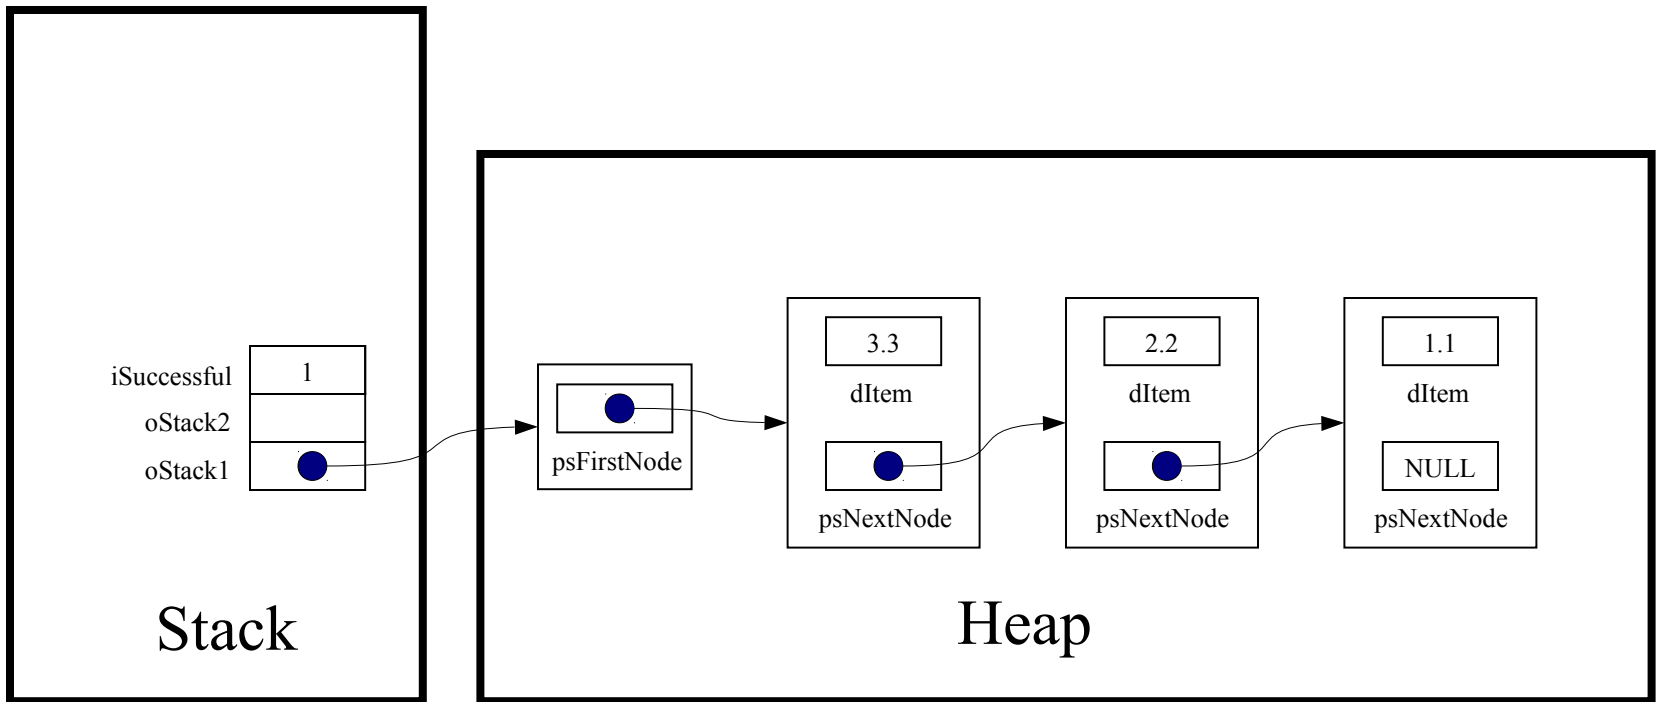 iSuccessful 1
oStack2
oStack1
Stack
psFirstNode
3.3
dItem
psNextNode
2.2
dItem
psNextNode
1.1
dItem
NULL
psNextNode
Heap